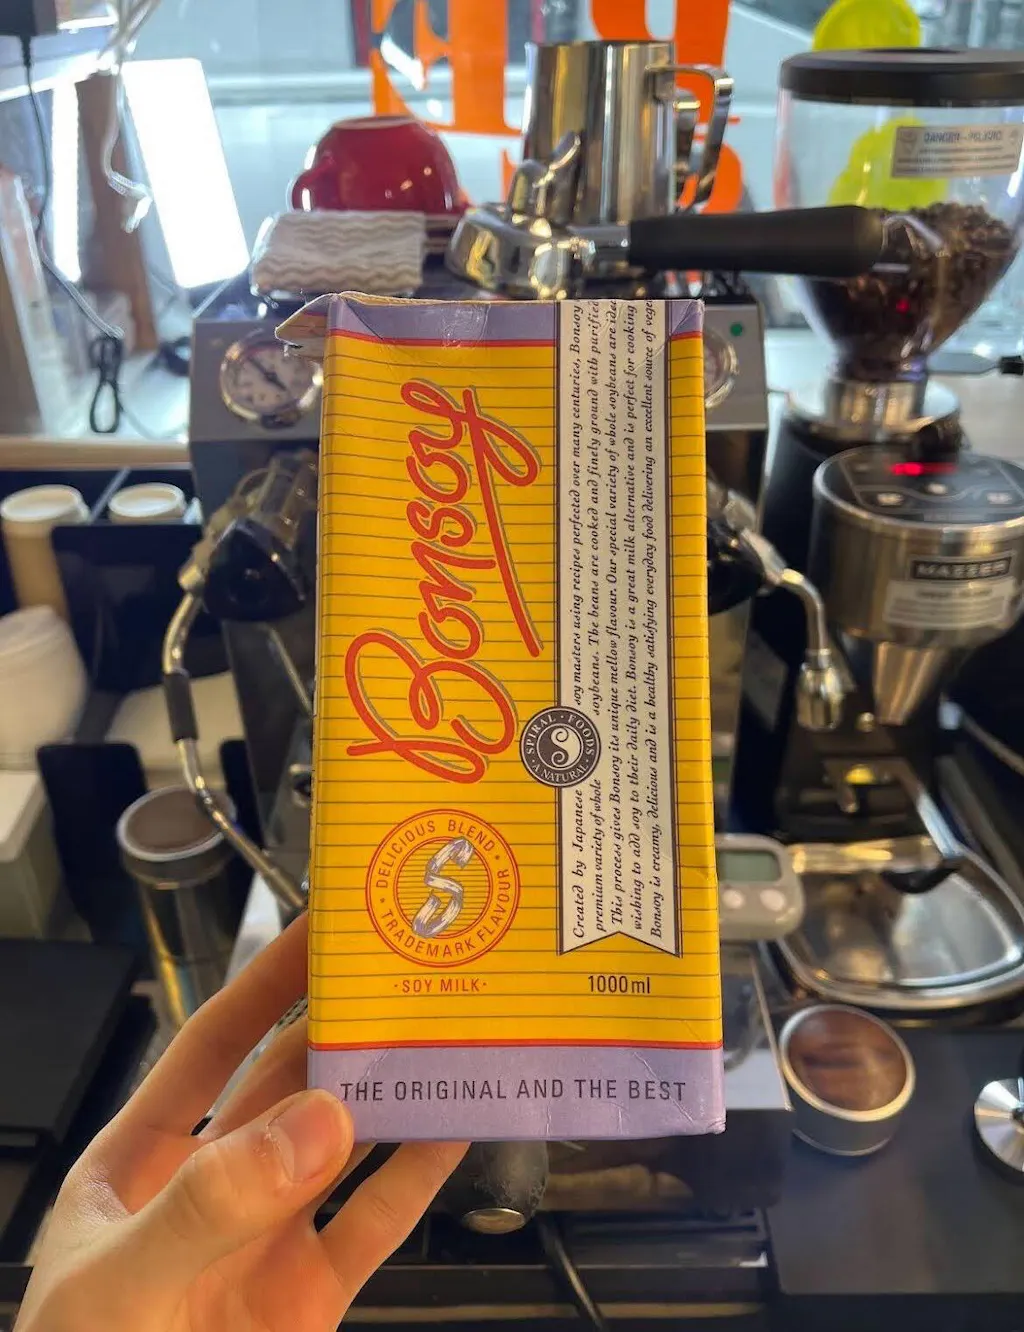 DANGER - PELIGRO
Bonsoy
Created by Japanese soy masters using recipes perfected over many centuries, Bonsoy
premium variety of whole soybeans. The beans are cooked and finely ground with purified
This process gives Bonsoy its unique mellow flavour. Our special variety of whole soybeans are ide
wishing to add soy to their daily diet. Bonsoy is a great milk alternative and is perfect for cooking
Bonsoy is creamy, delicious and is a healthy satisfying everyday food delivering an excellent source of vege
SPIRAL · FOODS
· A NATURAL ·
MAZZER
· DELICIOUS BLEND ·
TRADEMARK FLAVOUR
S
·SOY MILK·
1000ml
THE ORIGINAL AND THE BEST